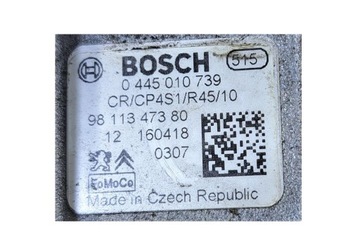 BOSCH 515
0 445 010 739
CR/CP4S1/R45/10
98 113 473 80
12 160418
0307
FoMoCo
Made in Czech Republic